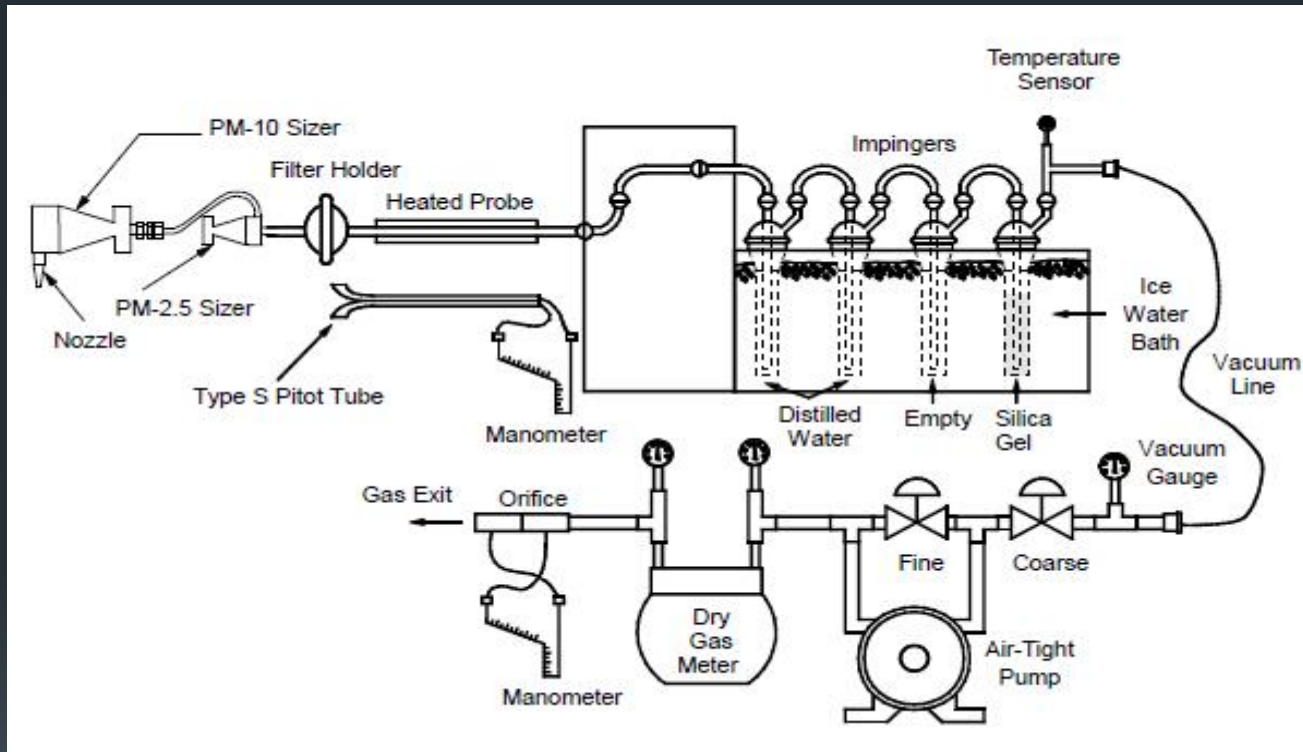 Temperature
Sensor
PM-10 Sizer
Impingers
Filter Holder
Heated Probe
PM-2.5 Sizer
Nozzle
Ice
Water
Bath
Type S Pitot Tube
Vacuum
Line
Distilled
Water
Empty
Silica
Gel
Manometer
Vacuum
Gauge
Gas Exit
Orifice
Fine
Coarse
Dry
Gas
Meter
Air-Tight
Pump
Manometer